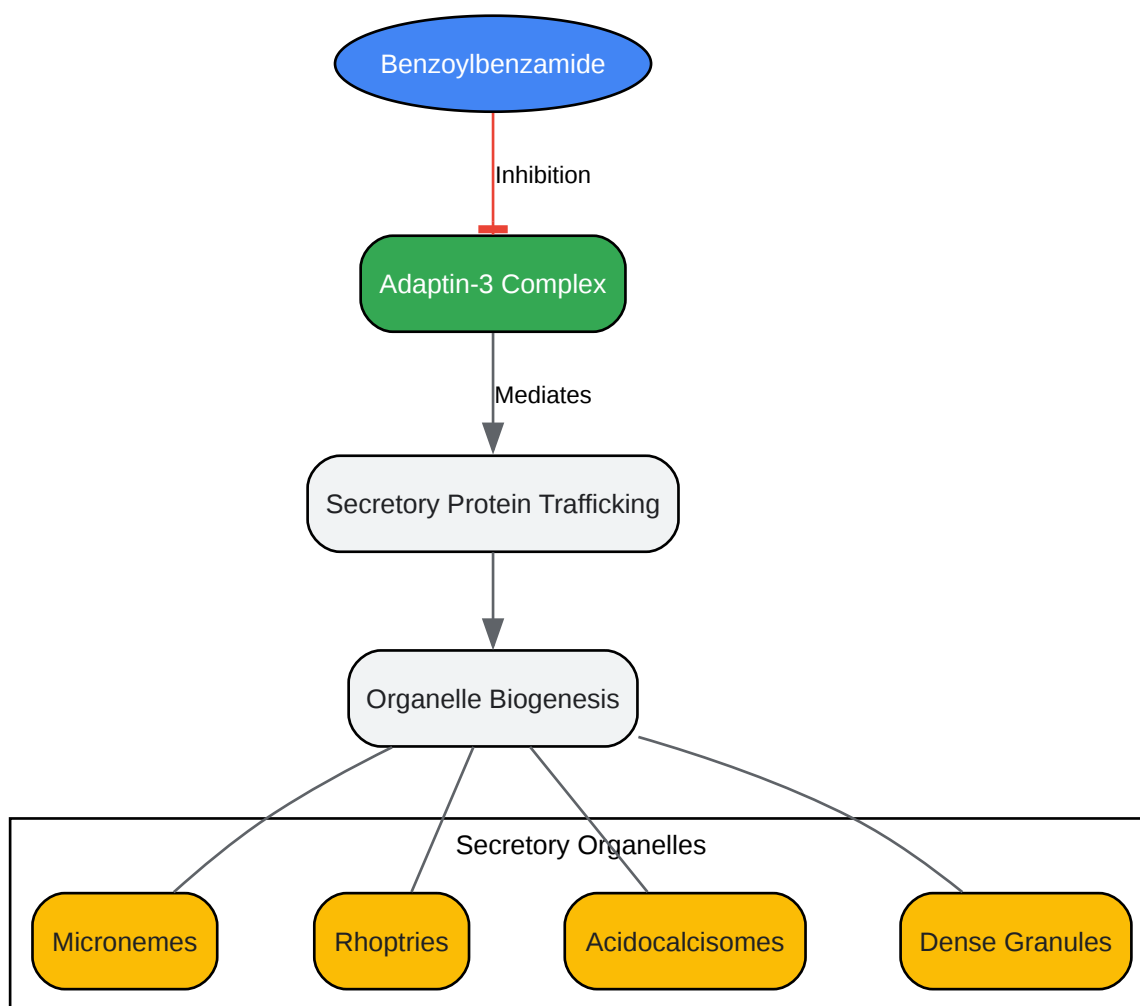 Benzoylbenzamide
Inhibition
Adaptin-3 Complex
Mediates
Secretory Protein Trafficking
Organelle Biogenesis
Secretory Organelles
Micronemes
Rhoptries
Acidocalcisomes
Dense Granules